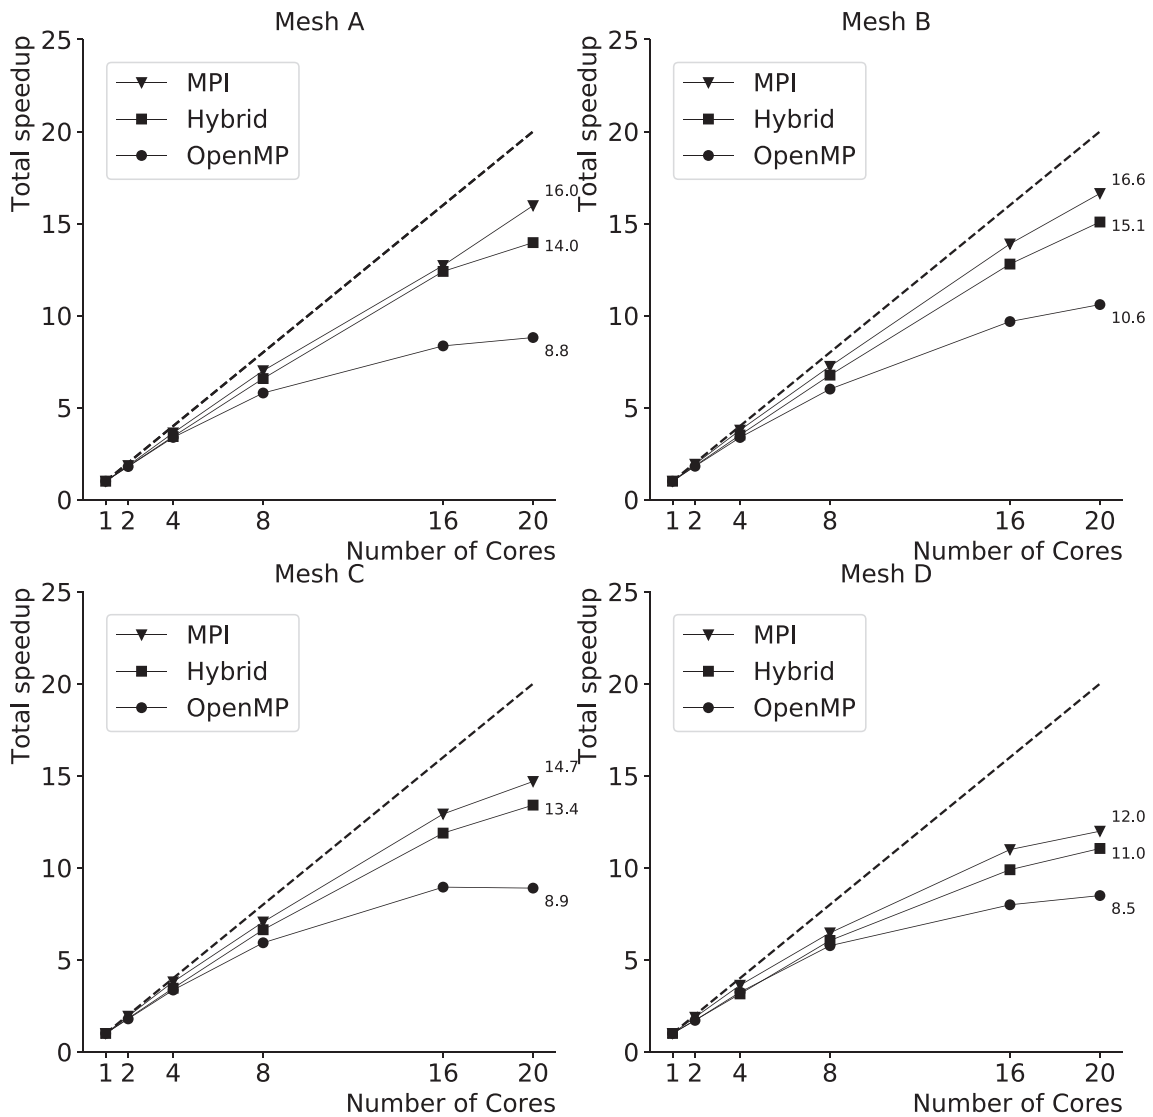 Mesh A
Total speedup
25
20
15
10
5
0
MPI
Hybrid
OpenMP
16.0
14.0
8.8
1 2 4 8 16 20
Number of Cores
Mesh B
Total speedup
25
20
15
10
5
0
MPI
Hybrid
OpenMP
16.6
15.1
10.6
1 2 4 8 16 20
Number of Cores
Mesh C
Total speedup
25
20
15
10
5
0
MPI
Hybrid
OpenMP
14.7
13.4
8.9
1 2 4 8 16 20
Number of Cores
Mesh D
Total speedup
25
20
15
10
5
0
MPI
Hybrid
OpenMP
12.0
11.0
8.5
1 2 4 8 16 20
Number of Cores